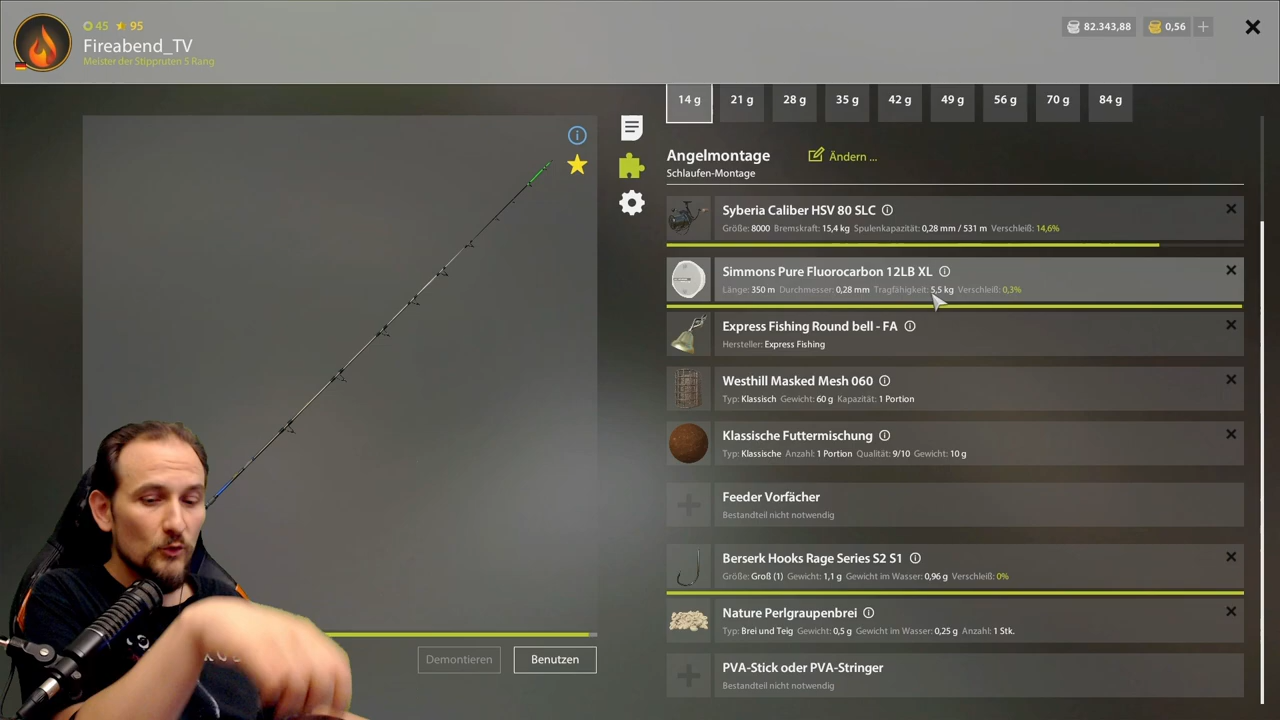 45 95
Fireabend_TV
Meister der Stippruten 5 Rang
82.343,88 0,56
14 g 21 g 28 g 35 g 42 g 49 g 56 g 70 g 84 g
Angelmontage Ändern ...
Schlaufen-Montage
Syberia Caliber HSV 80 SLC
Größe: 8000 Bremskraft: 15,4 kg Spulenkapazität: 0,28 mm / 531 m Verschleiß: 14,6%
Simmons Pure Fluorocarbon 12LB XL
Länge: 350 m Durchmesser: 0,28 mm Tragfähigkeit: 5,5 kg Verschleiß: 0,3%
Express Fishing Round bell - FA
Hersteller: Express Fishing
Westhill Masked Mesh 060
Typ: Klassisch Gewicht: 60 g Kapazität: 1 Portion
Klassische Futtermischung
Typ: Klassische Anzahl: 1 Portion Qualität: 9/10 Gewicht: 10 g
Feeder Vorfächer
Bestandteil nicht notwendig
Berserk Hooks Rage Series S2 S1
Größe: Groß (1) Gewicht: 1,1 g Gewicht im Wasser: 0,96 g Verschleiß: 0%
Nature Perlgraupenbrei
Typ: Brei und Teig Gewicht: 0,5 g Gewicht im Wasser: 0,25 g Anzahl: 1 Stk.
PVA-Stick oder PVA-Stringer
Bestandteil nicht notwendig
Demontieren Benutzen